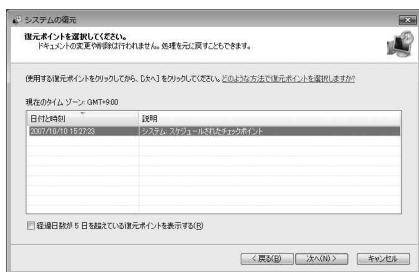 システムの復元
復元ポイントを選択してください。
ドキュメントの変更や削除は行われません。処理を元に戻すこともできます。
使用する復元ポイントをクリックしてから、[次へ] をクリックしてください。どのような方法で復元ポイントを選択しますか?
現在のタイム ゾーン: GMT+9:00
日付と時刻 説明
2007/10/10 15:27:23 システム: スケジュールされたチェックポイント
経過日数が 5 日を超えている復元ポイントを表示する(R)
< 戻る(B) 次へ(N) > キャンセル